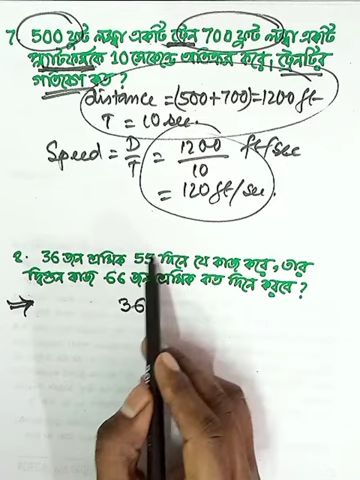 7. 500 ফুট লম্বা একটি ট্রেন 700 ফুট লম্বা একটি
প্ল্যাটফর্মকে 10 সেকেন্ডে অতিক্রম করে, ট্রেনটির
গতিবেগ কত ?
distance = (500+700) = 1200 ft
T = 10 sec.
Speed = D/T = 1200/10 ft/sec
= 120 ft/sec.
২. 36 জন শ্রমিক 55 দিনে যে কাজ করে, তার
দ্বিগুন কাজ 66 জন শ্রমিক কত দিনে করবে ?
⇒ 36